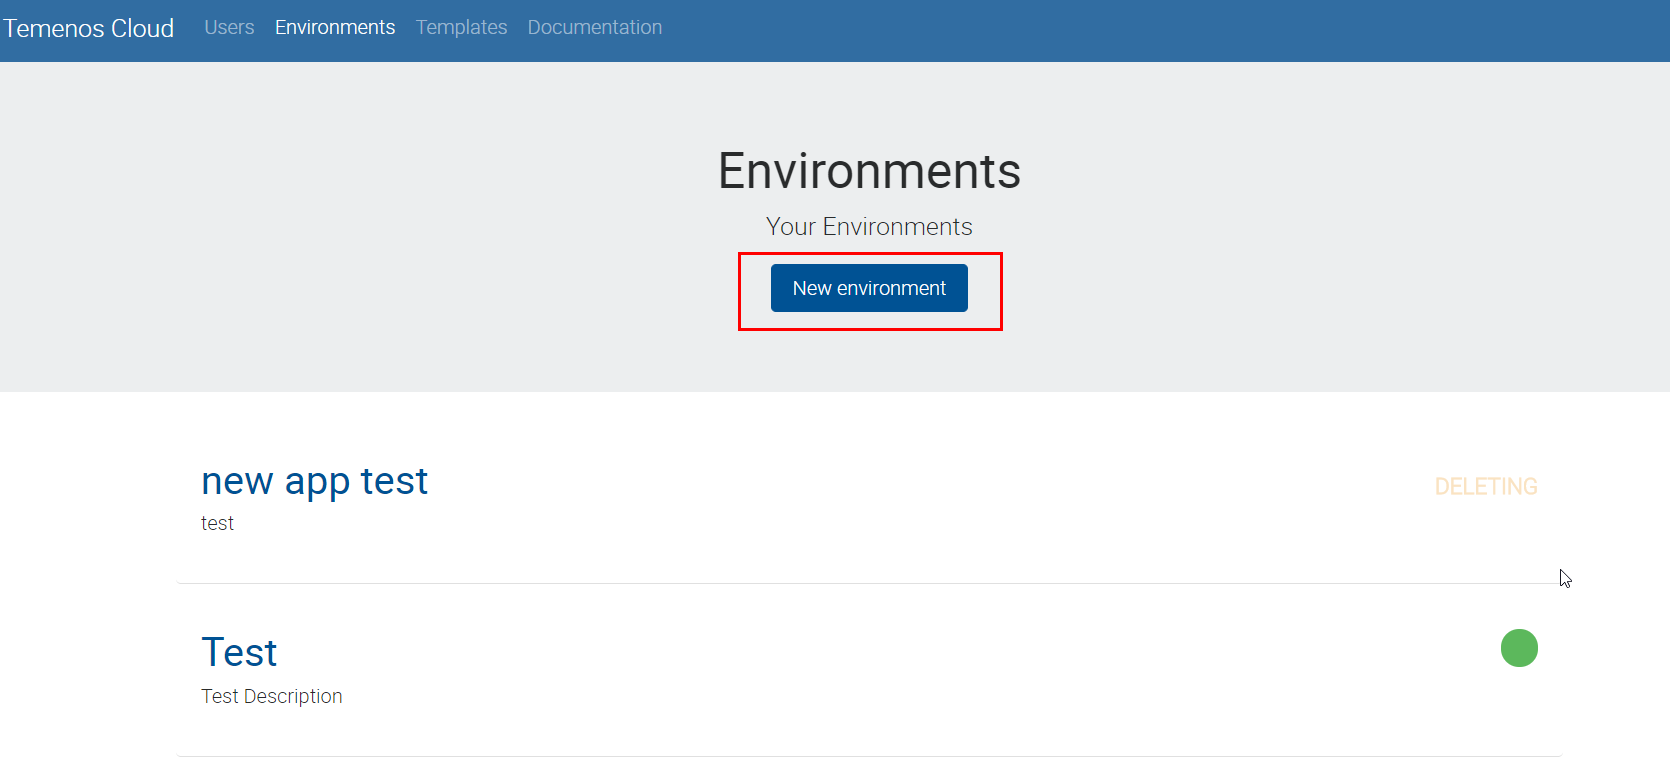 Temenos Cloud Users Environments Templates Documentation
Environments
Your Environments
New environment
new app test
DELETING
test
Test
Test Description